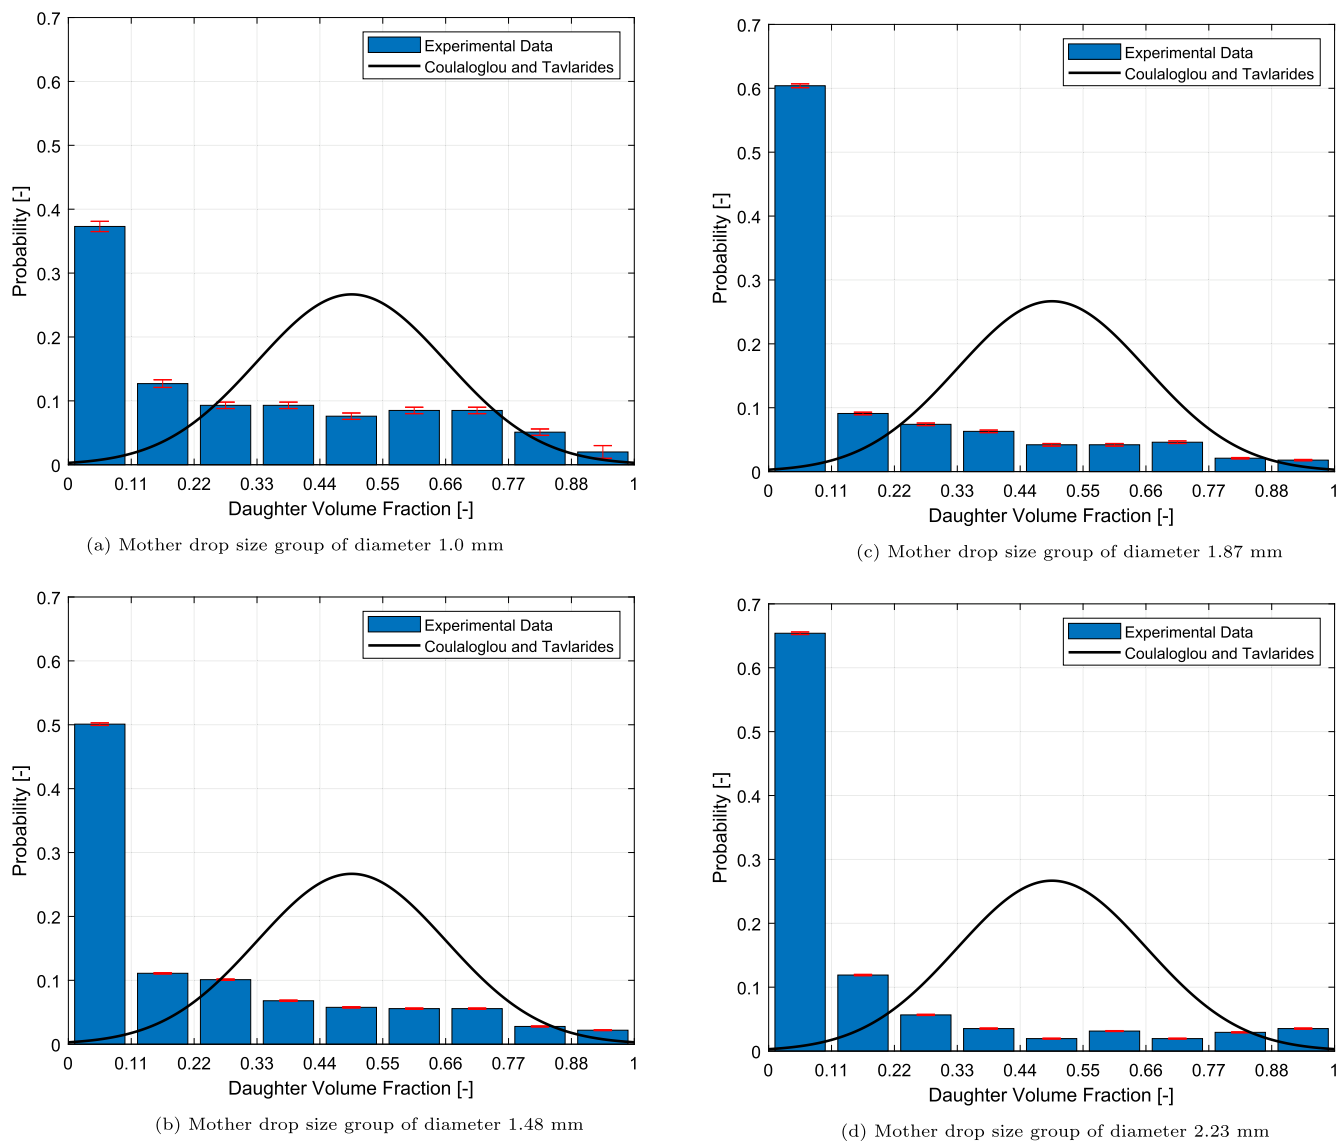 0.7
0.6
0.5
0.4
0.3
0.2
0.1
0
Probability [-]
Experimental Data
Coulaloglou and Tavlarides
0 0.11 0.22 0.33 0.44 0.55 0.66 0.77 0.88 1
Daughter Volume Fraction [-]
(a) Mother drop size group of diameter 1.0 mm
0.7
0.6
0.5
0.4
0.3
0.2
0.1
0
Probability [-]
Experimental Data
Coulaloglou and Tavlarides
0 0.11 0.22 0.33 0.44 0.55 0.66 0.77 0.88 1
Daughter Volume Fraction [-]
(c) Mother drop size group of diameter 1.87 mm
0.7
0.6
0.5
0.4
0.3
0.2
0.1
0
Probability [-]
Experimental Data
Coulaloglou and Tavlarides
0 0.11 0.22 0.33 0.44 0.55 0.66 0.77 0.88 1
Daughter Volume Fraction [-]
(b) Mother drop size group of diameter 1.48 mm
0.7
0.6
0.5
0.4
0.3
0.2
0.1
0
Probability [-]
Experimental Data
Coulaloglou and Tavlarides
0 0.11 0.22 0.33 0.44 0.55 0.66 0.77 0.88 1
Daughter Volume Fraction [-]
(d) Mother drop size group of diameter 2.23 mm